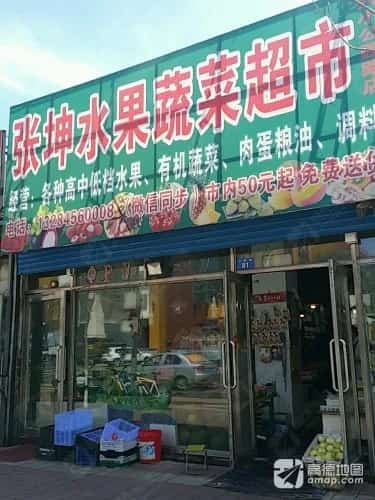 张坤水果蔬菜超市
经营：各种高中低档水果、有机蔬菜、肉蛋粮油、调料
电话：13284560008（微信同步）市内50元起 免费送货
81
高德地图
amap.com